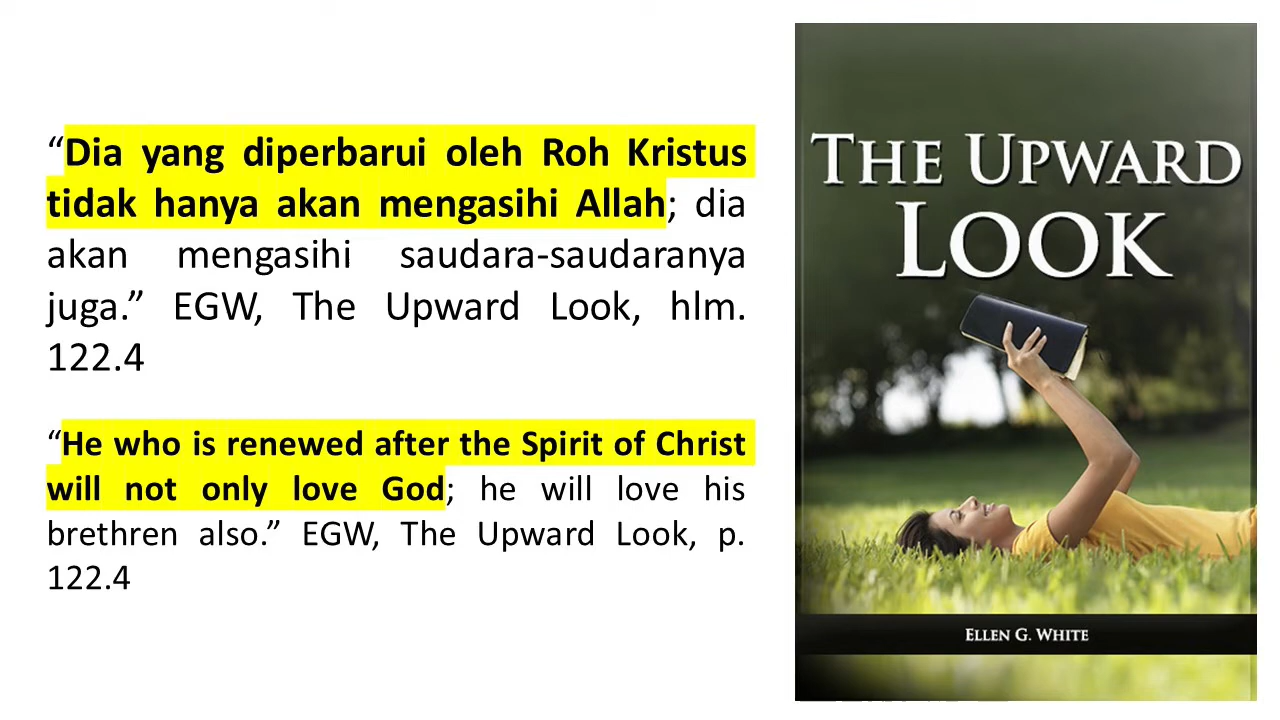 “Dia yang diperbarui oleh Roh Kristus
tidak hanya akan mengasihi Allah; dia
akan mengasihi saudara-saudaranya
juga.” EGW, The Upward Look, hlm.
122.4
“He who is renewed after the Spirit of Christ
will not only love God; he will love his
brethren also.” EGW, The Upward Look, p.
122.4
THE UPWARD
LOOK
ELLEN G. WHITE